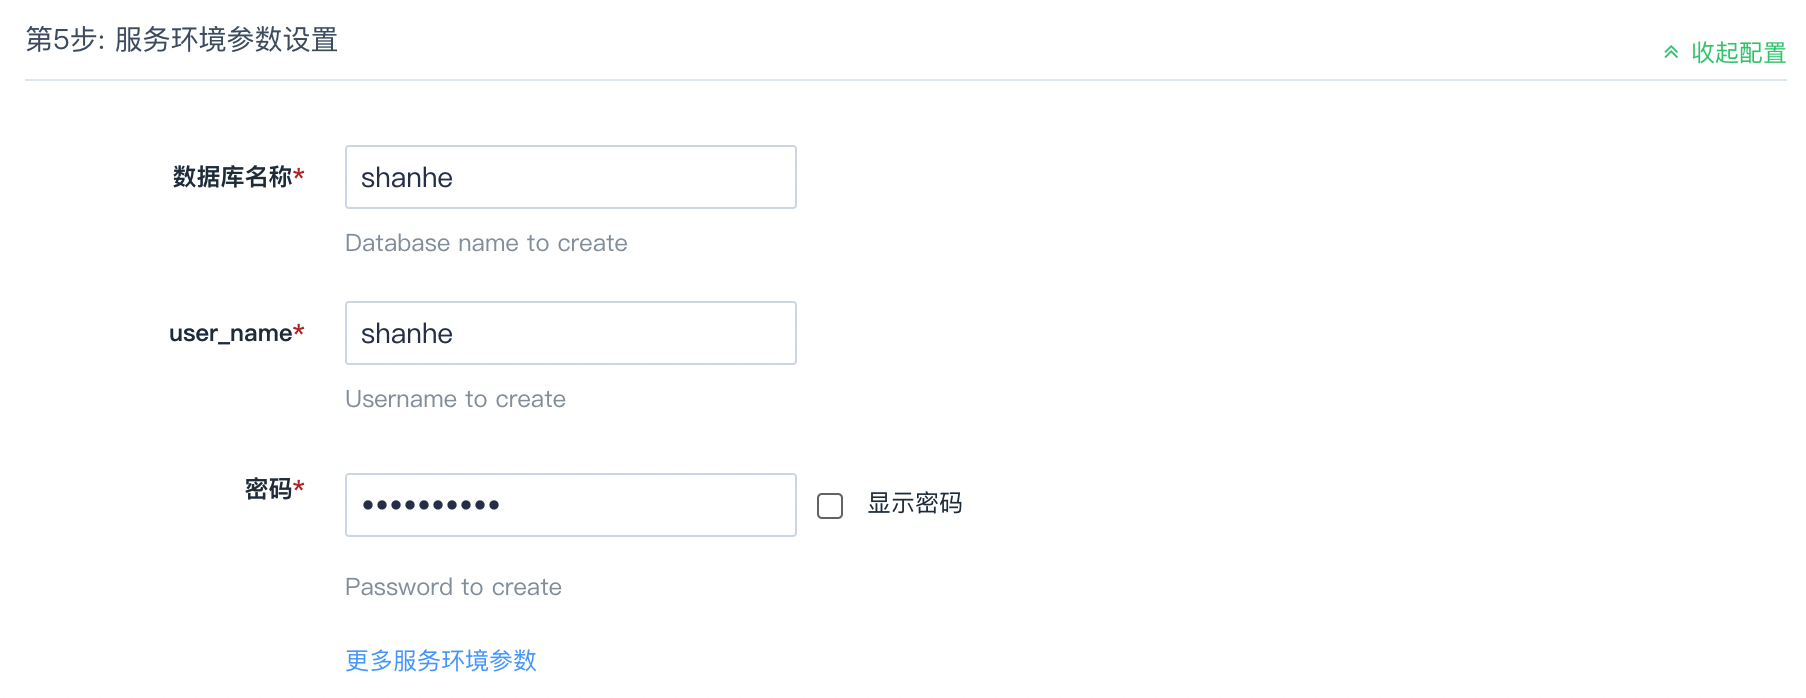 第5步: 服务环境参数设置
收起配置
数据库名称* shanhe
Database name to create
user_name* shanhe
Username to create
密码* •••••••••• 显示密码
Password to create
更多服务环境参数